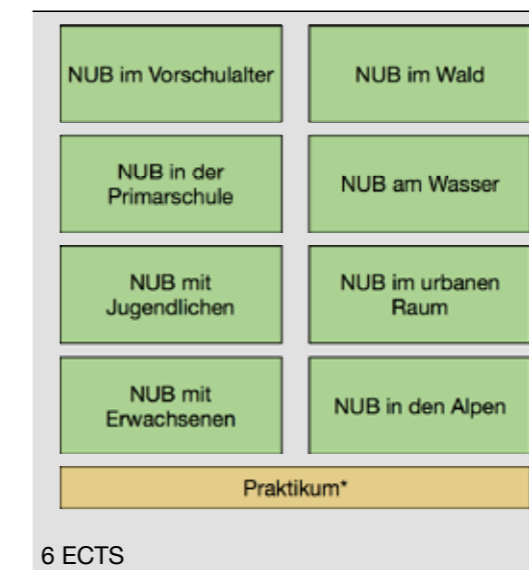 NUB im Vorschulalter
NUB im Wald
NUB in der
Primarschule
NUB am Wasser
NUB mit
Jugendlichen
NUB im urbanen
Raum
NUB mit
Erwachsenen
NUB in den Alpen
Praktikum*
6 ECTS